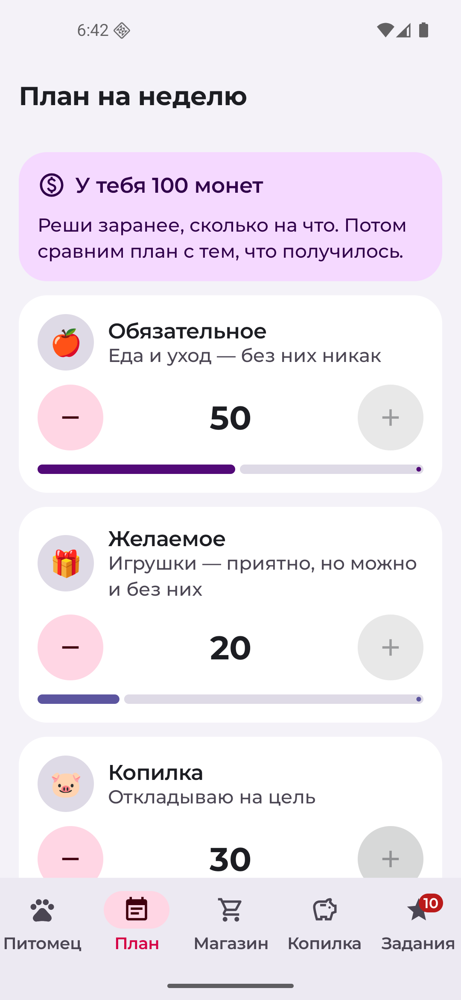 6:42
План на неделю
У тебя 100 монет
Реши заранее, сколько на что. Потом
сравним план с тем, что получилось.
Обязательное
Еда и уход — без них никак
50
Желаемое
Игрушки — приятно, но можно
и без них
20
Копилка
Откладываю на цель
30
10
Питомец
План
Магазин
Копилка
Задания